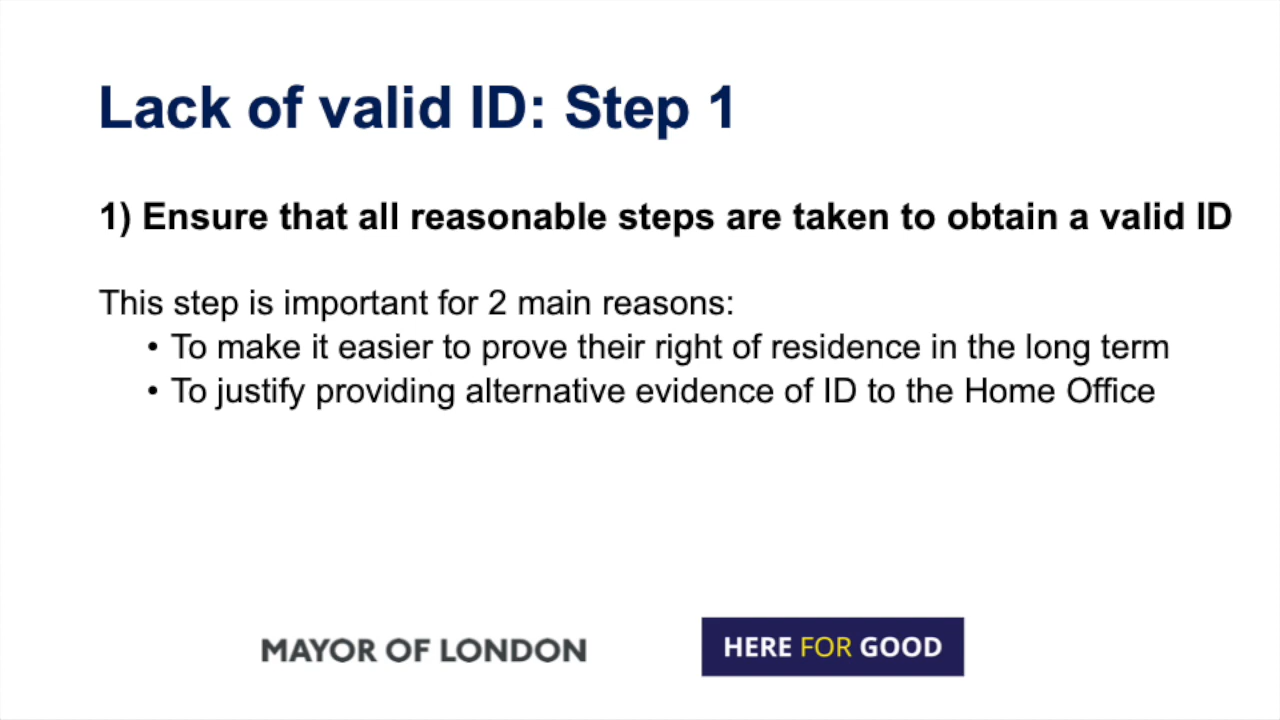 Lack of valid ID: Step 1
1) Ensure that all reasonable steps are taken to obtain a valid ID
This step is important for 2 main reasons:
• To make it easier to prove their right of residence in the long term
• To justify providing alternative evidence of ID to the Home Office
MAYOR OF LONDON
HERE FOR GOOD